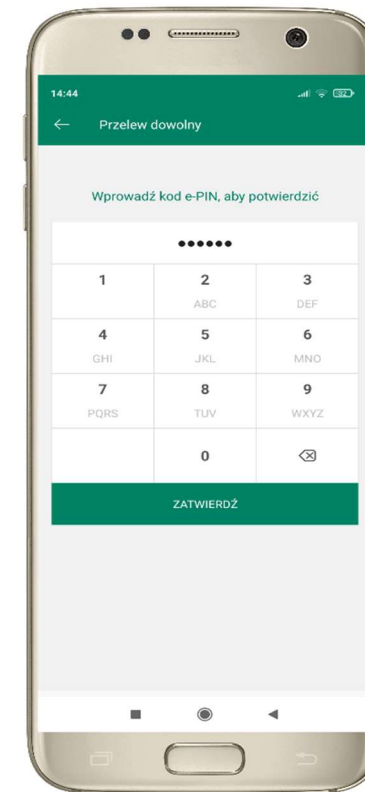 14:44
32
Przelew dowolny
Wprowadź kod e-PIN, aby potwierdzić
••••••
1 2 3
ABC DEF
4 5 6
GHI JKL MNO
7 8 9
PQRS TUV WXYZ
0
ZATWIERDŹ